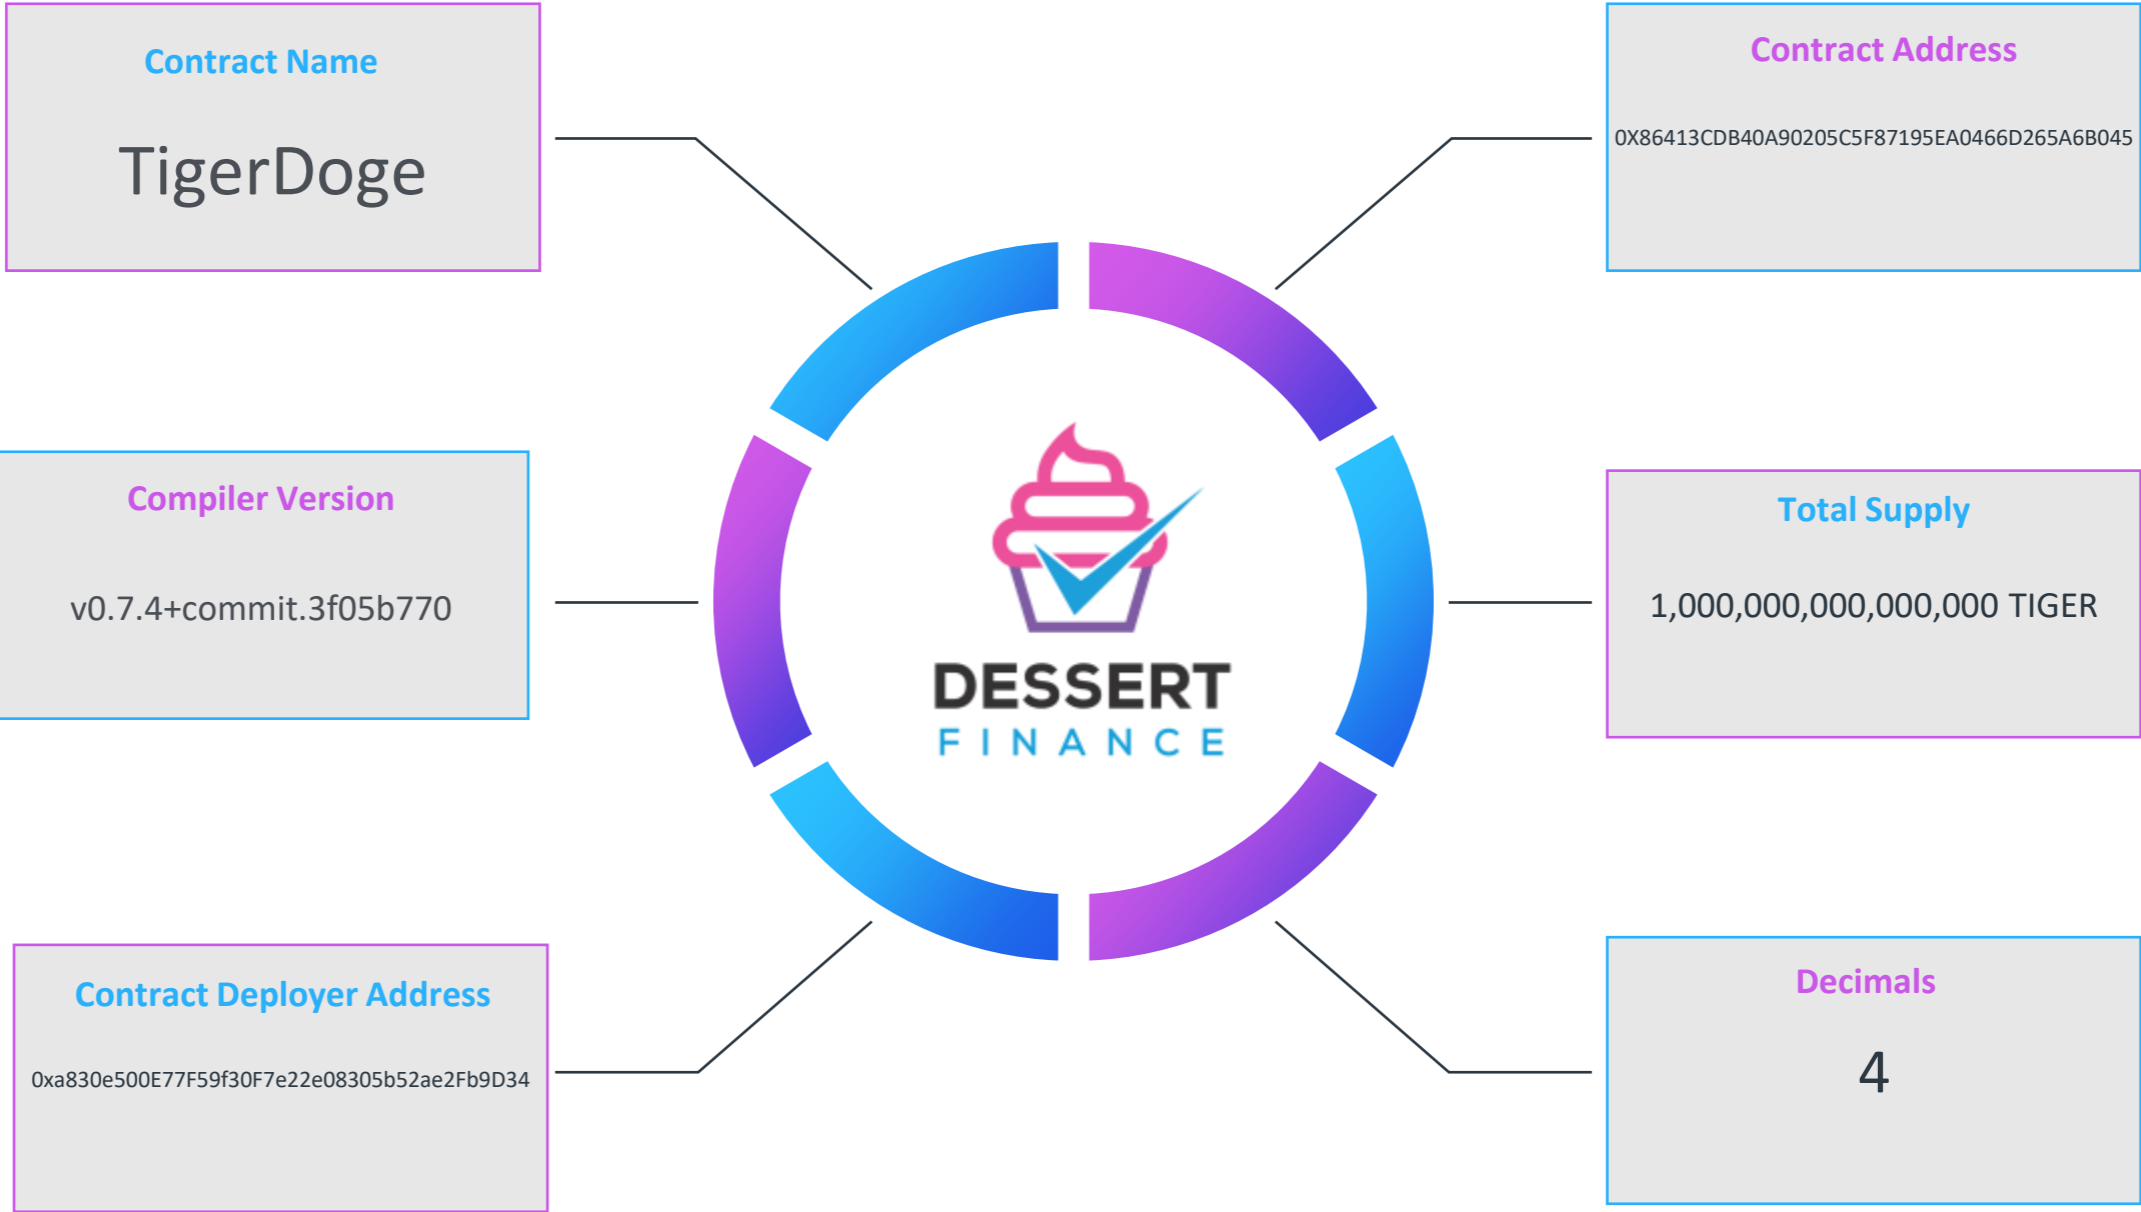 Contract Name
TigerDoge
Contract Address
0X86413CDB40A90205C5F87195EA0466D265A6B045
Compiler Version
v0.7.4+commit.3f05b770
DESSERT
FINANCE
Total Supply
1,000,000,000,000,000 TIGER
Contract Deployer Address
0xa830e500E77F59f30F7e22e08305b52ae2Fb9D34
Decimals
4